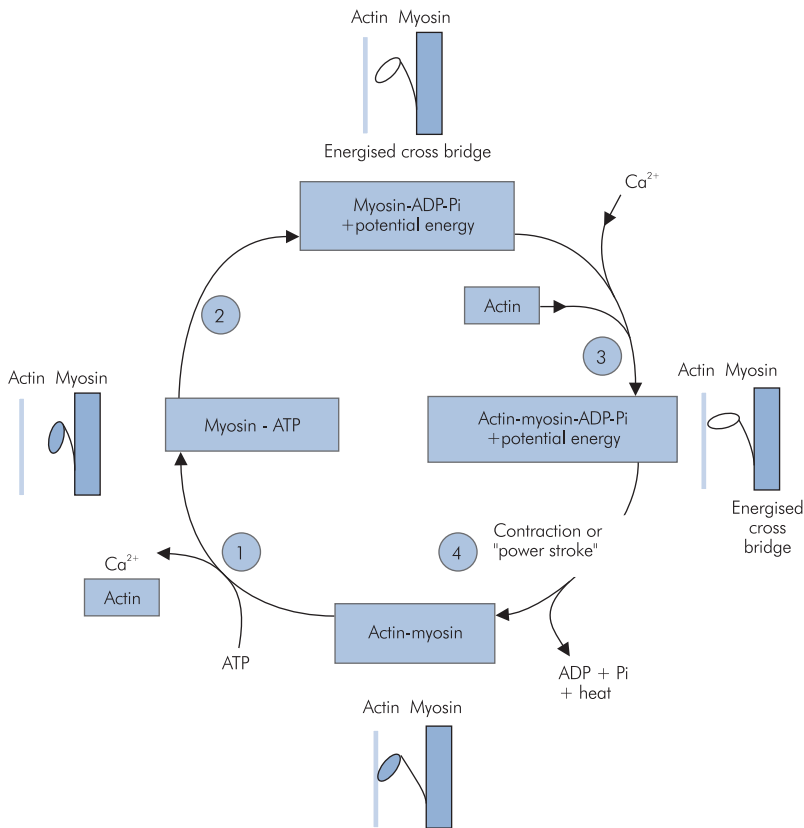 Actin Myosin
Energised cross bridge
Myosin-ADP-Pi
+potential energy
Ca²⁺
Actin
2
3
Actin Myosin
Myosin - ATP
Actin Myosin
Actin-myosin-ADP-Pi
+potential energy
Energised
cross
bridge
Contraction or
"power stroke"
4
1
Ca²⁺
Actin
Actin-myosin
ATP
ADP + Pi
+ heat
Actin Myosin